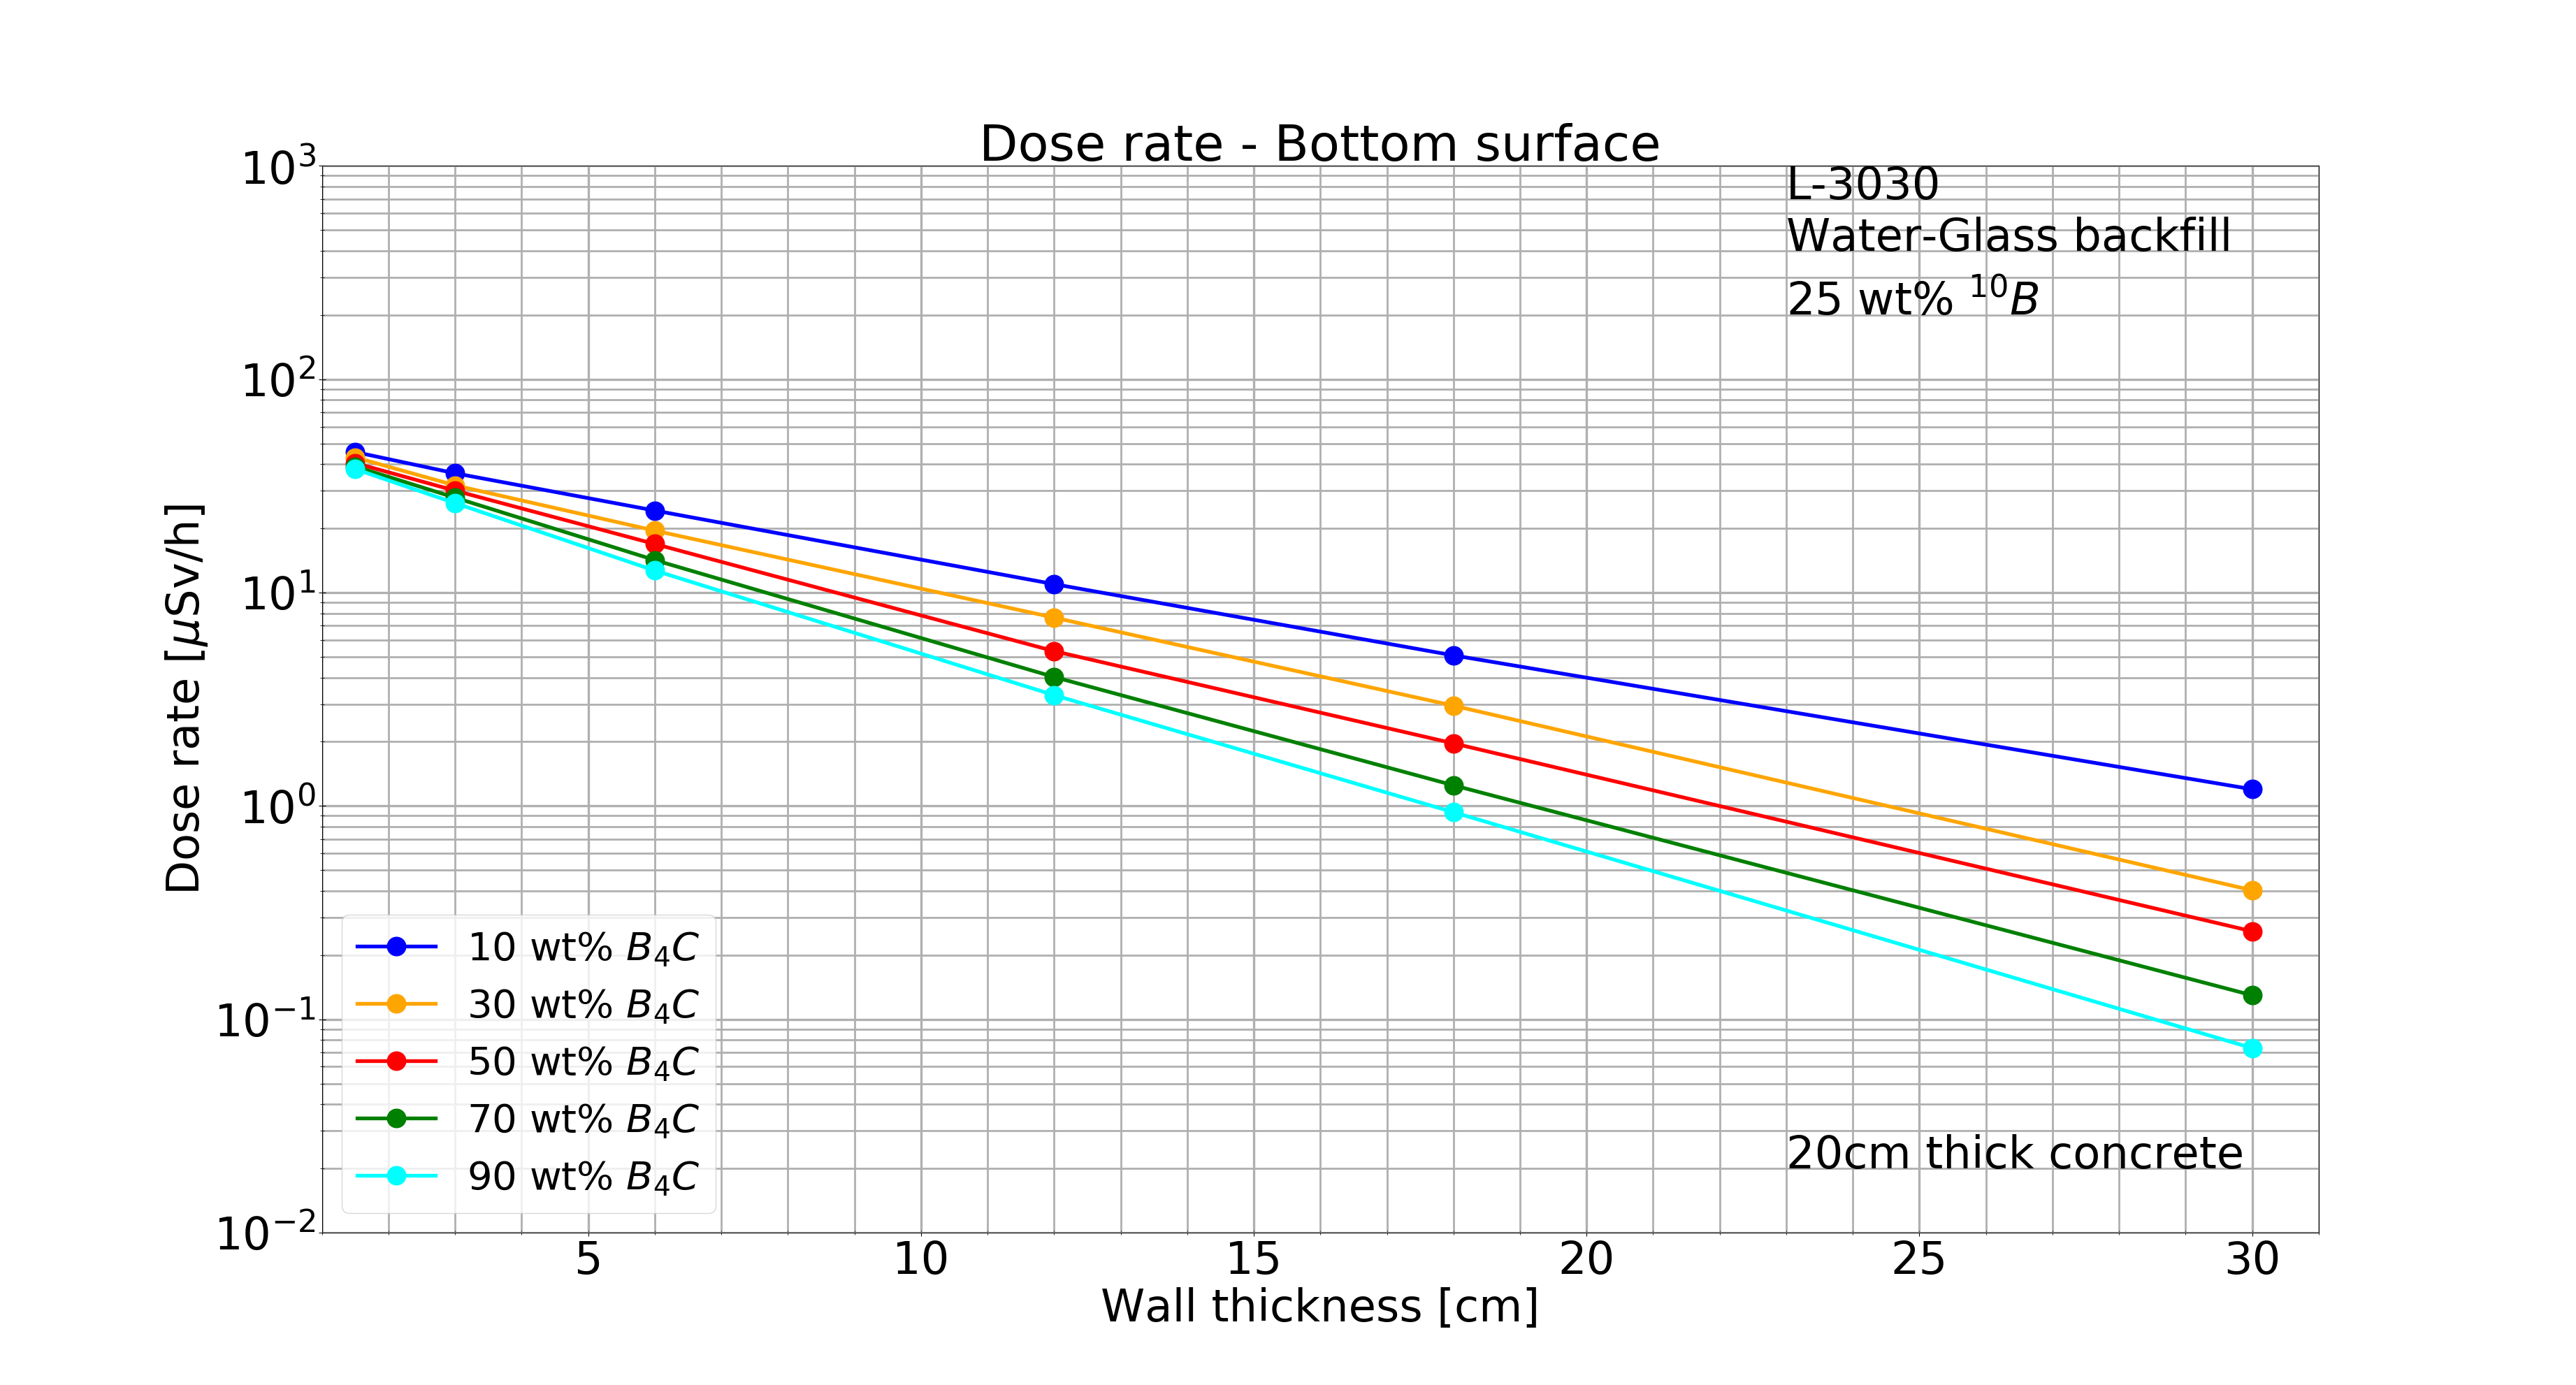 Dose rate - Bottom surface
L-3030
Water-Glass backfill
25 wt% ¹⁰B
10³
10²
10¹
10⁰
10⁻¹
10⁻²
Dose rate [μSv/h]
10 wt% B₄C
30 wt% B₄C
50 wt% B₄C
70 wt% B₄C
90 wt% B₄C
20cm thick concrete
5 10 15 20 25 30
Wall thickness [cm]